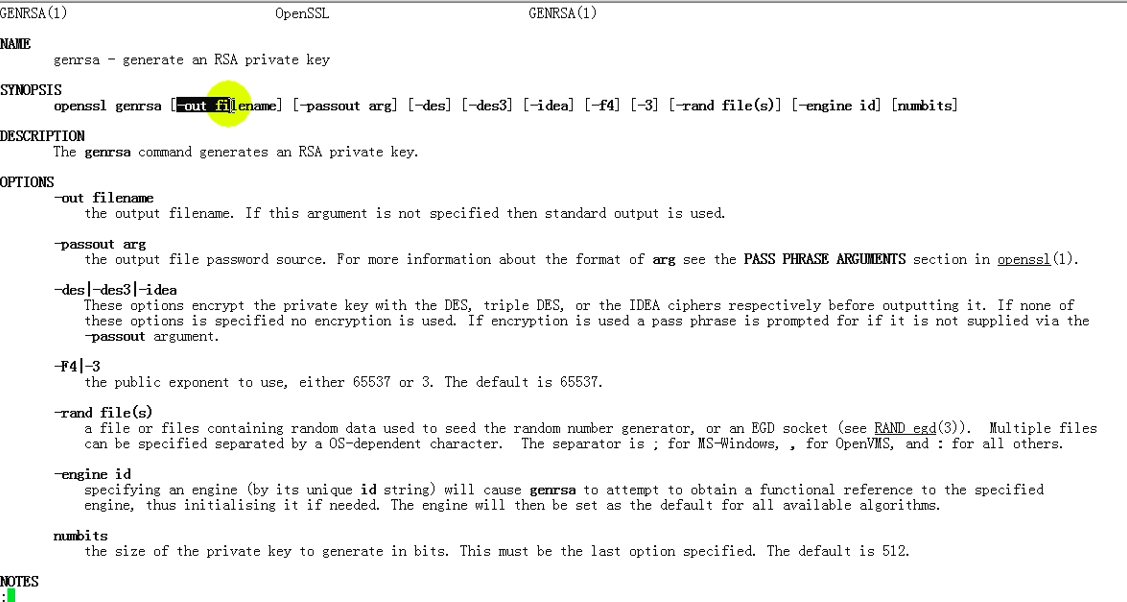 GENRSA(1) OpenSSL GENRSA(1)
NAME
genrsa - generate an RSA private key
SYNOPSIS
openssl genrsa [-out filename] [-passout arg] [-des] [-des3] [-idea] [-f4] [-3] [-rand file(s)] [-engine id] [numbits]
DESCRIPTION
The genrsa command generates an RSA private key.
OPTIONS
-out filename
the output filename. If this argument is not specified then standard output is used.
-passout arg
the output file password source. For more information about the format of arg see the PASS PHRASE ARGUMENTS section in openssl(1).
-des|-des3|-idea
These options encrypt the private key with the DES, triple DES, or the IDEA ciphers respectively before outputting it. If none of
these options is specified no encryption is used. If encryption is used a pass phrase is prompted for if it is not supplied via the
-passout argument.
-F4|-3
the public exponent to use, either 65537 or 3. The default is 65537.
-rand file(s)
a file or files containing random data used to seed the random number generator, or an EGD socket (see RAND_egd(3)).  Multiple files
can be specified separated by a OS-dependent character.  The separator is ; for MS-Windows, , for OpenVMS, and : for all others.
-engine id
specifying an engine (by its unique id string) will cause genrsa to attempt to obtain a functional reference to the specified
engine, thus initialising it if needed. The engine will then be set as the default for all available algorithms.
numbits
the size of the private key to generate in bits. This must be the last option specified. The default is 512.
NOTES
: